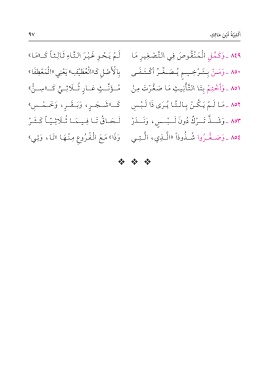 ألفية ابن مالك ٩٧
٨٤٩ ـ وَكَمِّلِ الْمَنْقُوصَ فِي التَّصْغِيرِ مَا لَمْ يَحْوِ غَيْرَ التَّاءِ ثَالِثاً كَـ«مَا»
٨٥٠ ـ وَمَنْ بِتَرْخِيمٍ يُصَغِّرُ اكْتَفَى بِالْأَصْلِ كَـ«الْعُطَيْفِ» يَعْنِي «الْمِعْطَفَا»
٨٥١ ـ وَاخْتِمْ بِتَا التَّأْنِيثِ مَا صَغَّرْتَ مِنْ مُؤَنَّثٍ عَارٍ ثُلَاثِيٍّ كَـ«سِنّْ»
٨٥٢ ـ مَا لَمْ يَكُنْ بِالتَّا يُرَى ذَا لَبْسِ كَـ«شَجَرٍ، وَبَقَرٍ، وَخَمْسِ»
٨٥٣ ـ وَشَذَّ تَرْكٌ دُونَ لَبْسٍ، وَنَدَرْ لَحَاقُ تَا فِيمَا ثُلَاثِيّاً كَثَرْ
٨٥٤ ـ وَصَغَّرُوا شُذُوذاً «الَّذِي، الَّتِي وَذَا» مَعَ الْفُرُوعِ مِنْهَا «تَا، وَتِي»